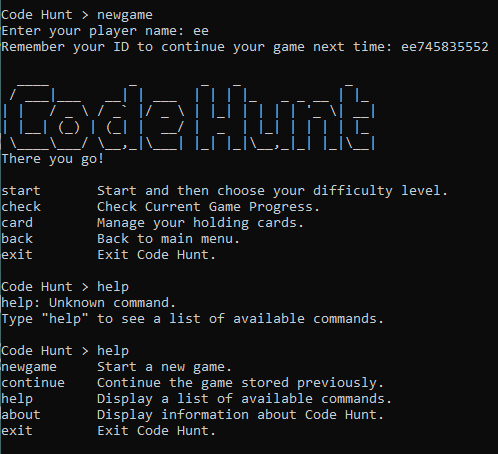 Code Hunt > newgame
Enter your player name: ee
Remember your ID to continue your game next time: ee745835552
Code Hunt
There you go!
start Start and then choose your difficulty level.
check Check Current Game Progress.
card Manage your holding cards.
back Back to main menu.
exit Exit Code Hunt.
Code Hunt > help
help: Unknown command.
Type "help" to see a list of available commands.
Code Hunt > help
newgame Start a new game.
continue Continue the game stored previously.
help Display a list of available commands.
about Display information about Code Hunt.
exit Exit Code Hunt.